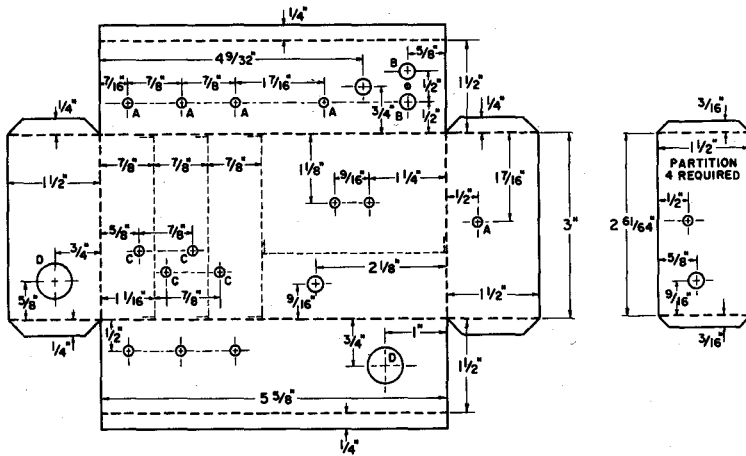 1/4"
4 9/32"
5/8"
B
7/16" 7/8" 7/8" 1 7/16"
1/2"
1 1/2"
3/4"
A A A A
B
1/2"
1/4"
1/4"
3/16"
7/8" 7/8" 7/8"
1 1/8"
9/16" 1 1/4"
1 7/16"
1 1/2"
PARTITION
4 REQUIRED
1 1/2"
1/2"
A
3"
2 61/64"
1/2"
5/8" 7/8"
3/4"
C C
D
2 1/8"
5/8"
C C
1 1/16" 7/8"
9/16"
1 1/2"
5/8"
9/16"
1/4"
1/2"
3/4"
1"
D
3/16"
1 1/2"
5 5/8"
1/4"